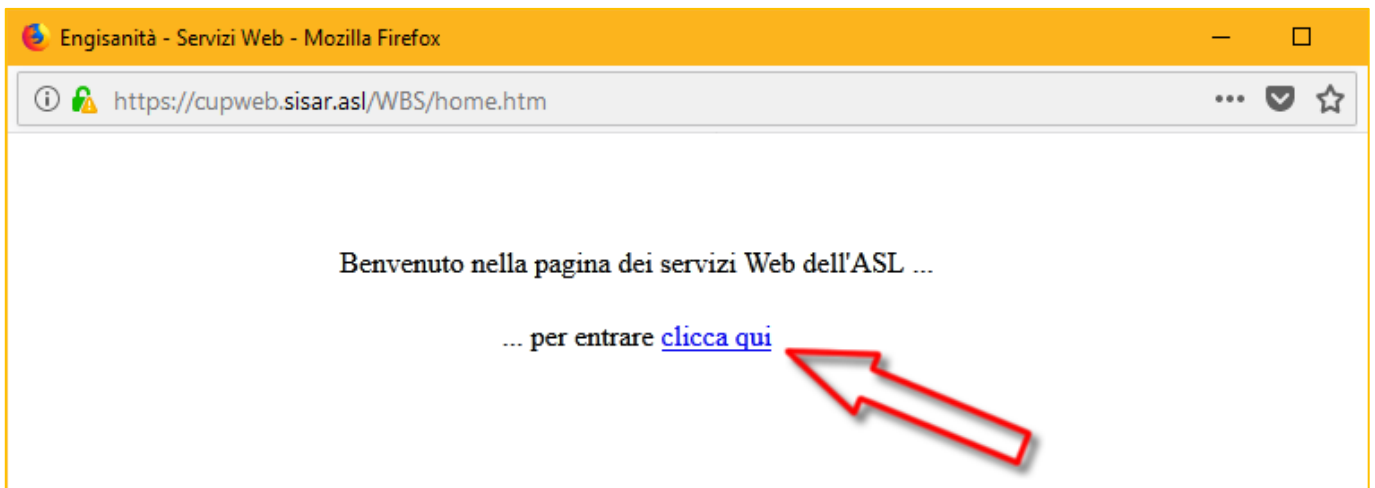 Engisanità - Servizi Web - Mozilla Firefox
https://cupweb.sisar.asl/WBS/home.htm
Benvenuto nella pagina dei servizi Web dell'ASL ...
... per entrare clicca qui